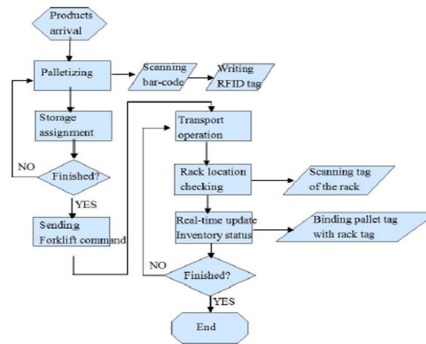 Products
arrival
Palletizing
Scanning
bar-code
Writing
RFID tag
Storage
assignment
NO
Finished?
YES
Sending
Forklift command
Transport
operation
Rack location
checking
Scanning tag
of the rack
Real-time update
Inventory status
Binding pallet tag
with rack tag
NO
Finished?
YES
End